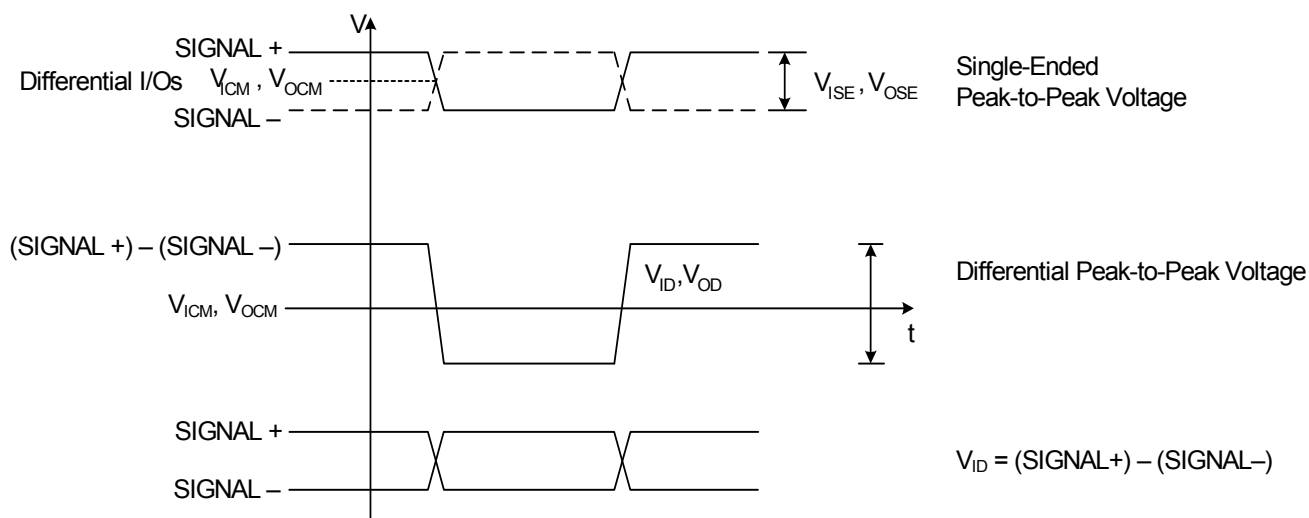 V
SIGNAL +
Differential I/Os V_ICM , V_OCM
SIGNAL –
V_ISE , V_OSE
Single-Ended
Peak-to-Peak Voltage
(SIGNAL +) – (SIGNAL –)
V_ID, V_OD
Differential Peak-to-Peak Voltage
V_ICM, V_OCM
t
SIGNAL +
SIGNAL –
V_ID = (SIGNAL+) – (SIGNAL–)